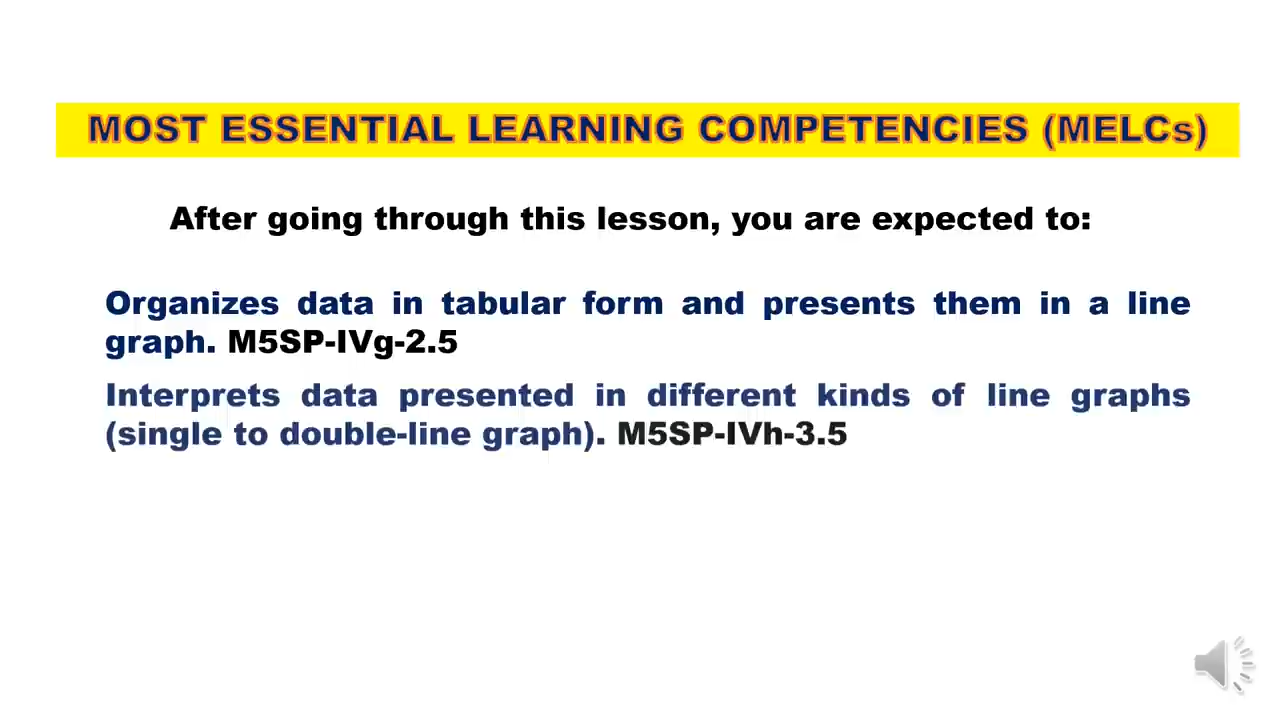 MOST ESSENTIAL LEARNING COMPETENCIES (MELCs)
After going through this lesson, you are expected to:
Organizes data in tabular form and presents them in a line
graph. M5SP-IVg-2.5
Interprets data presented in different kinds of line graphs
(single to double-line graph). M5SP-IVh-3.5